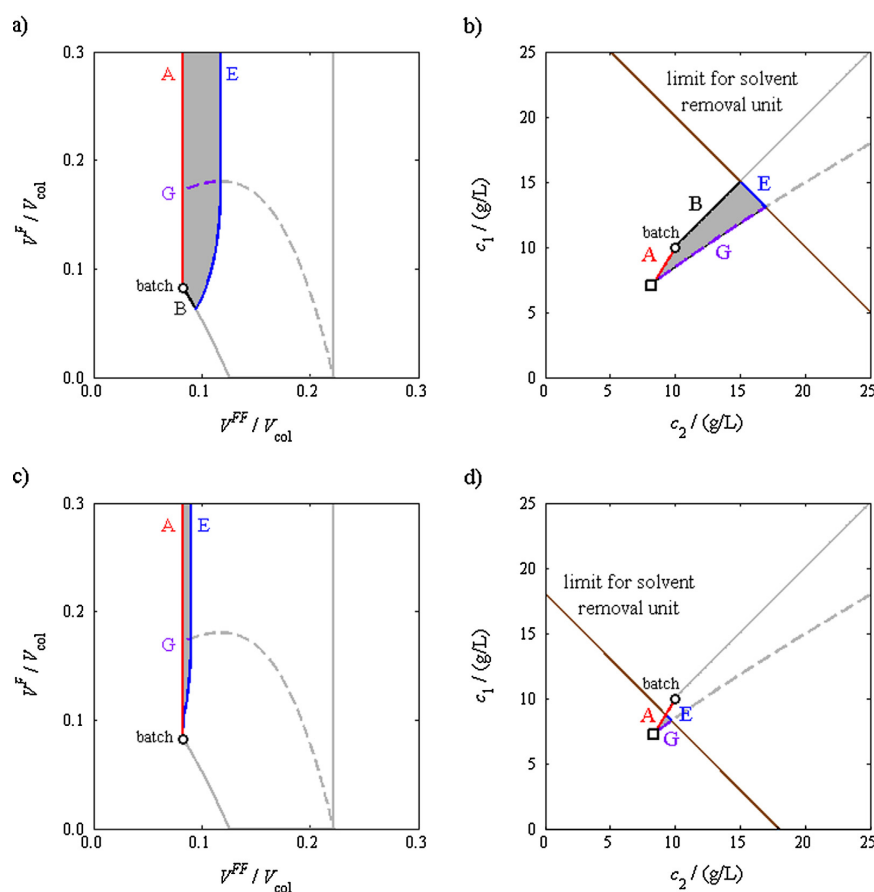 a)
0.3
0.2
0.1
0.0
V^F / V_col
A
E
G
batch
B
0.0
0.1
0.2
0.3
V^FF / V_col
b)
25
20
15
10
5
0
c_1 / (g/L)
limit for solvent
removal unit
B
E
batch
A
G
0
5
10
15
20
25
c_2 / (g/L)
c)
0.3
0.2
0.1
0.0
V^F / V_col
A
E
G
batch
0.0
0.1
0.2
0.3
V^FF / V_col
d)
25
20
15
10
5
0
c_1 / (g/L)
limit for solvent
removal unit
batch
A
E
G
0
5
10
15
20
25
c_2 / (g/L)